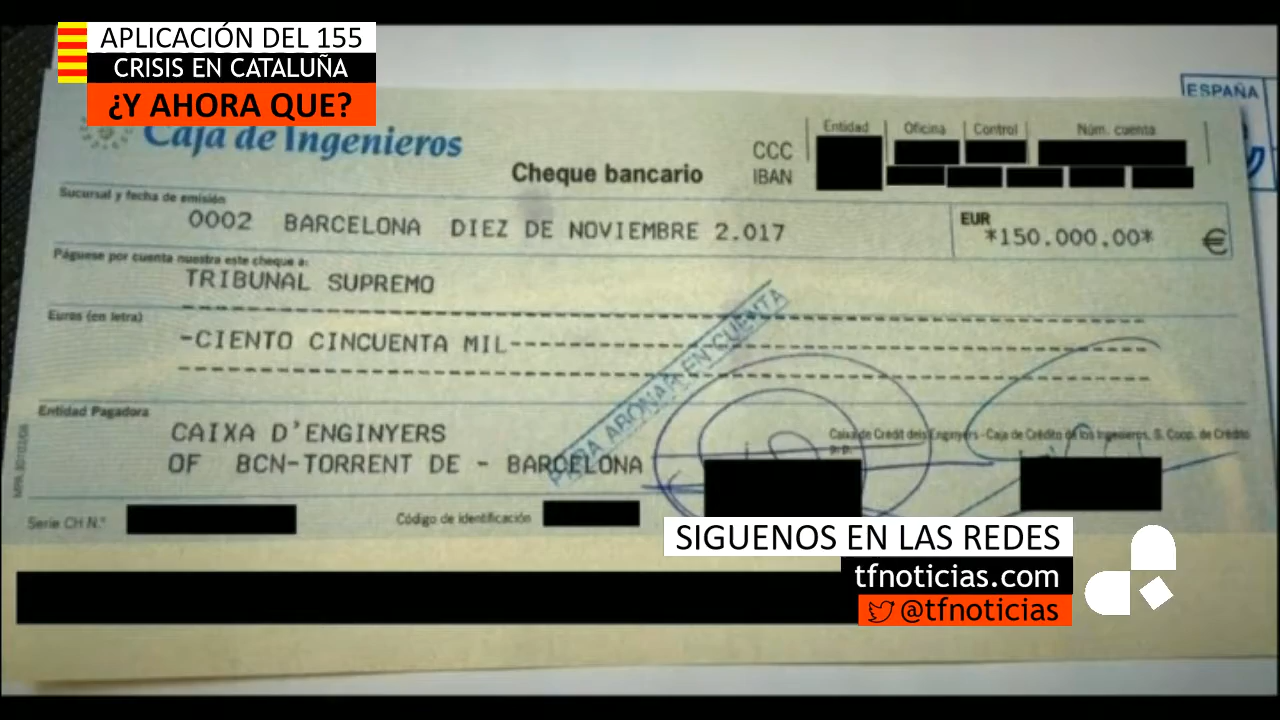 APLICACIÓN DEL 155
CRISIS EN CATALUÑA
¿Y AHORA QUE?
ESPAÑA
Caja de Ingenieros
Cheque bancario
CCC
IBAN
Entidad Oficina Control Núm. cuenta
Sucursal y fecha de emisión
0002 BARCELONA DIEZ DE NOVIEMBRE 2.017
EUR
*150.000,00* €
Páguese por cuenta nuestra este cheque a:
TRIBUNAL SUPREMO
Euros (en letra)
-CIENTO CINCUENTA MIL-
PARA ABONAR EN CUENTA
Entidad Pagadora
CAIXA D'ENGINYERS
OF BCN-TORRENT DE - BARCELONA
Caixa de Crèdit dels Enginyers - Caja de Crédito de los Ingenieros, S. Coop. de Crédito
P.P.
Serie CH N.º
Código de identificación
SIGUENOS EN LAS REDES
tfnoticias.com
@tfnoticias